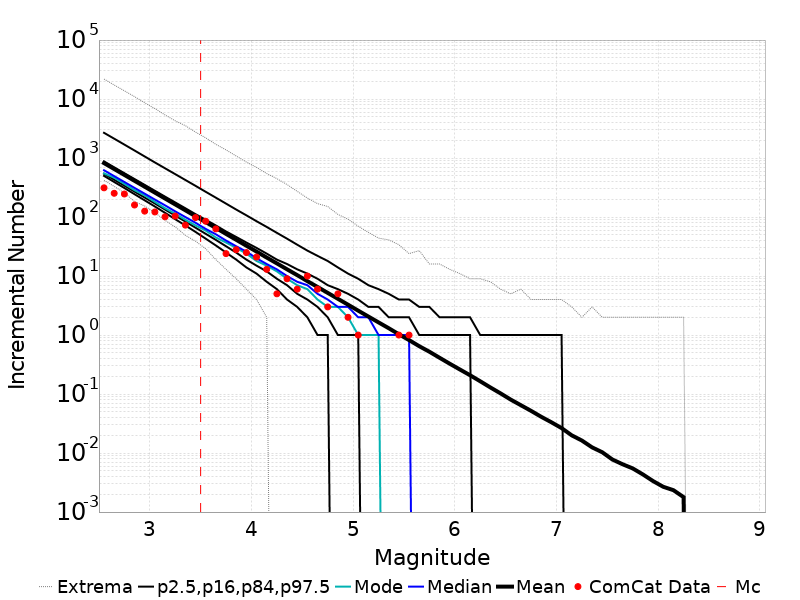 10^5
10^4
10^3
10^2
10^1
10^0
10^-1
10^-2
10^-3
Incremental Number
3 4 5 6 7 8 9
Magnitude
Extrema p2.5,p16,p84,p97.5 Mode Median Mean ComCat Data Mc